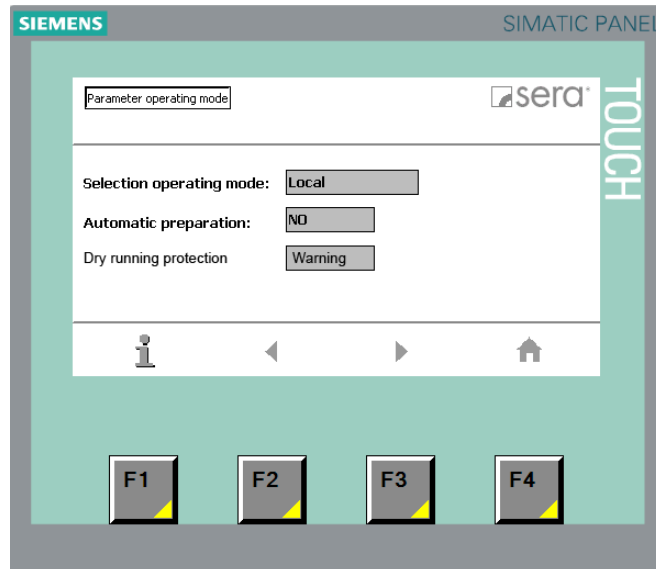 SIEMENS
SIMATIC PANEL
TOUCH
Parameter operating mode
sera
Selection operating mode: Local
Automatic preparation: NO
Dry running protection Warning
F1 F2 F3 F4